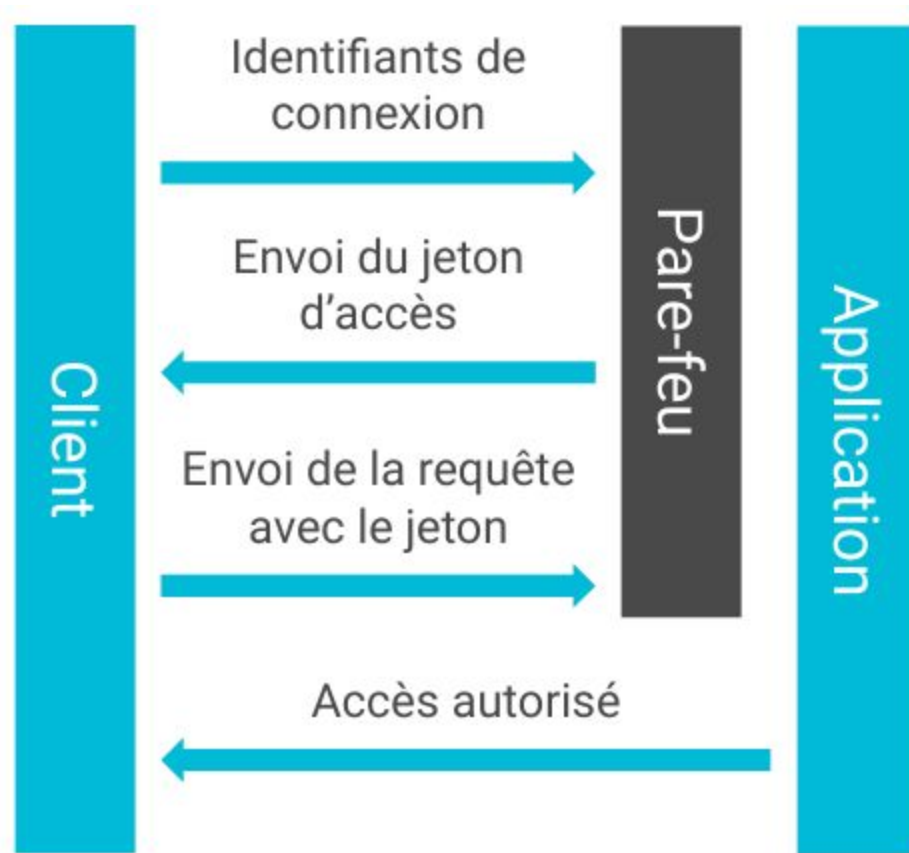 Identifiants de
connexion
Envoi du jeton
d’accès
Envoi de la requête
avec le jeton
Accès autorisé
Client
Pare-feu
Application